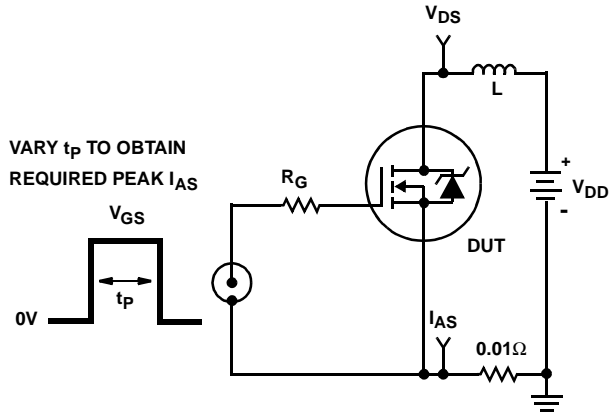 V_DS
L
VARY t_P TO OBTAIN
REQUIRED PEAK I_AS
R_G
+
V_DD
-
V_GS
DUT
t_P
0V
I_AS
0.01Ω